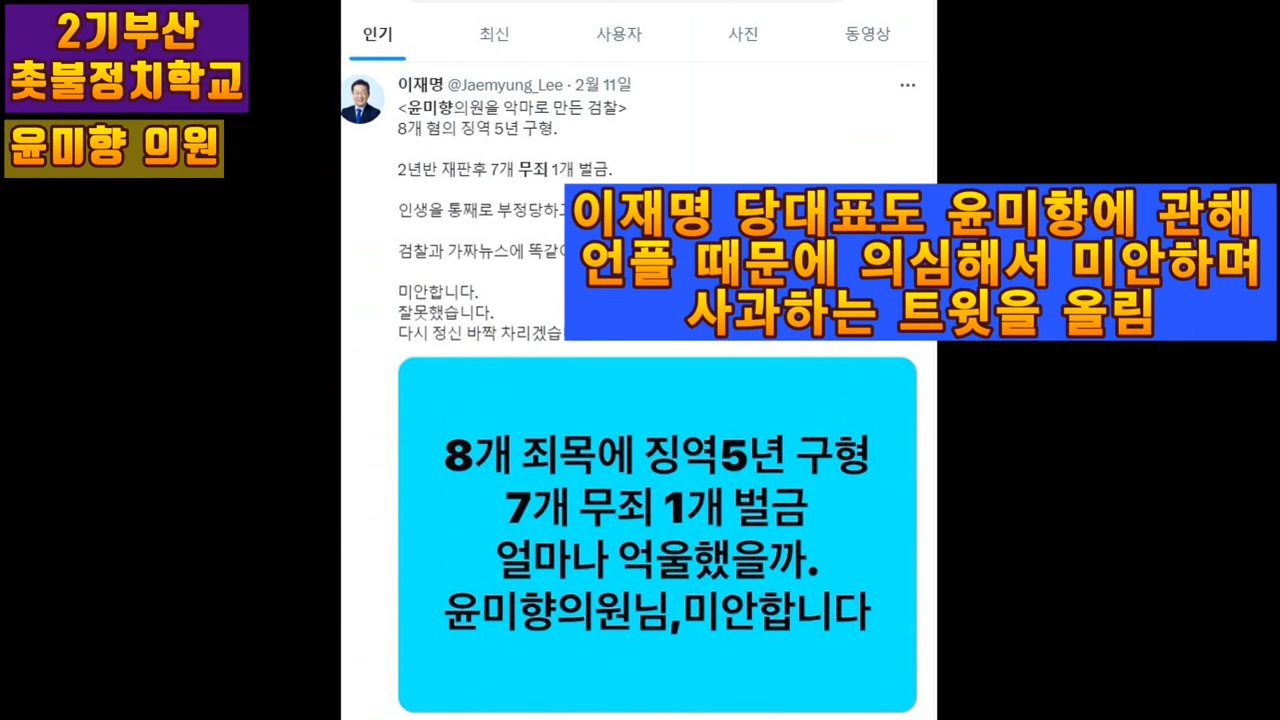 2기부산
촛불정치학교
윤미향 의원
인기 최신 사용자 사진 동영상
이재명 @Jaemyung_Lee · 2월 11일
<윤미향의원을 악마로 만든 검찰>
8개 혐의 징역 5년 구형.
2년반 재판후 7개 무죄 1개 벌금.
인생을 통째로 부정당하고
검찰과 가짜뉴스에 똑같이
미안합니다.
잘못했습니다.
다시 정신 바짝 차리겠습
이재명 당대표도 윤미향에 관해
언플 때문에 의심해서 미안하며
사과하는 트윗을 올림
8개 죄목에 징역5년 구형
7개 무죄 1개 벌금
얼마나 억울했을까.
윤미향의원님,미안합니다